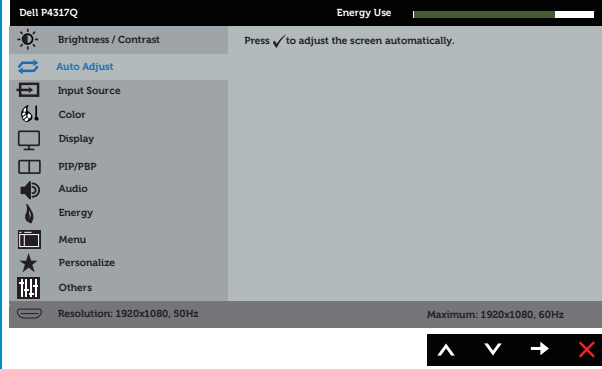 Dell P4317Q Energy Use
Brightness / Contrast Press ✓ to adjust the screen automatically.
Auto Adjust
Input Source
Color
Display
PIP/PBP
Audio
Energy
Menu
Personalize
Others
Resolution: 1920x1080, 50Hz Maximum: 1920x1080, 60Hz